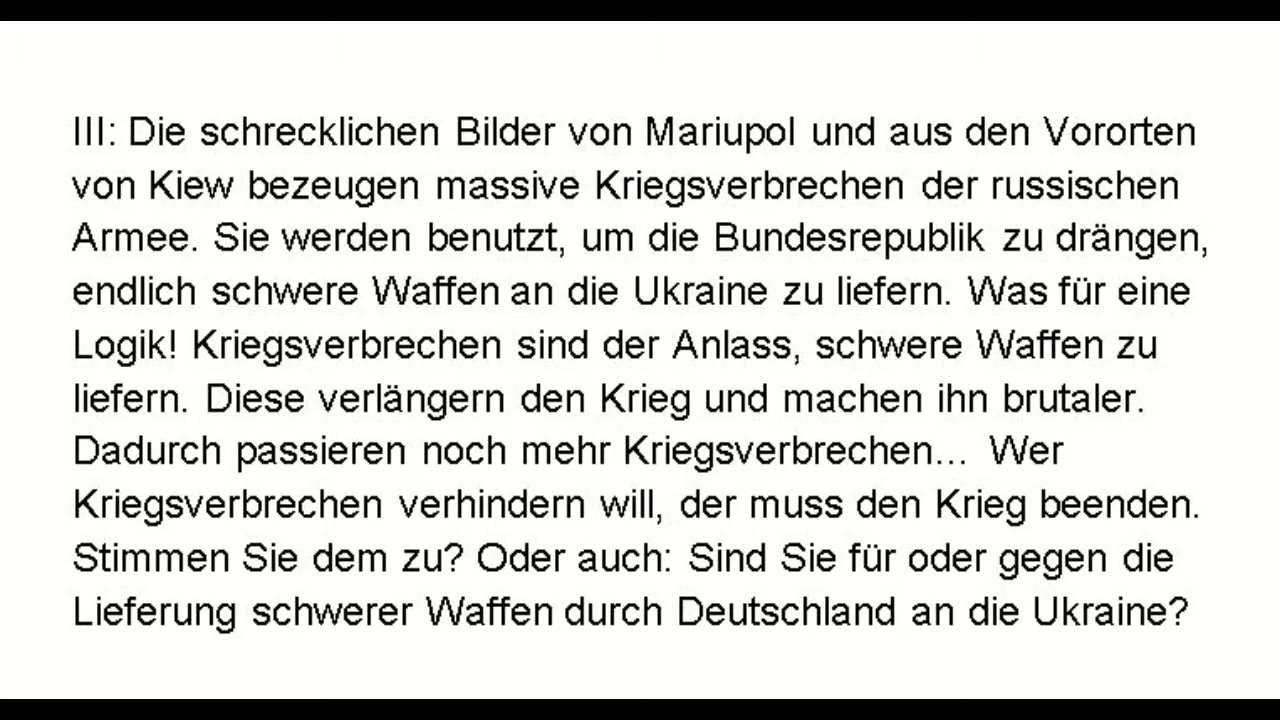 III: Die schrecklichen Bilder von Mariupol und aus den Vororten
von Kiew bezeugen massive Kriegsverbrechen der russischen
Armee. Sie werden benutzt, um die Bundesrepublik zu drängen,
endlich schwere Waffen an die Ukraine zu liefern. Was für eine
Logik! Kriegsverbrechen sind der Anlass, schwere Waffen zu
liefern. Diese verlängern den Krieg und machen ihn brutaler.
Dadurch passieren noch mehr Kriegsverbrechen... Wer
Kriegsverbrechen verhindern will, der muss den Krieg beenden.
Stimmen Sie dem zu? Oder auch: Sind Sie für oder gegen die
Lieferung schwerer Waffen durch Deutschland an die Ukraine?